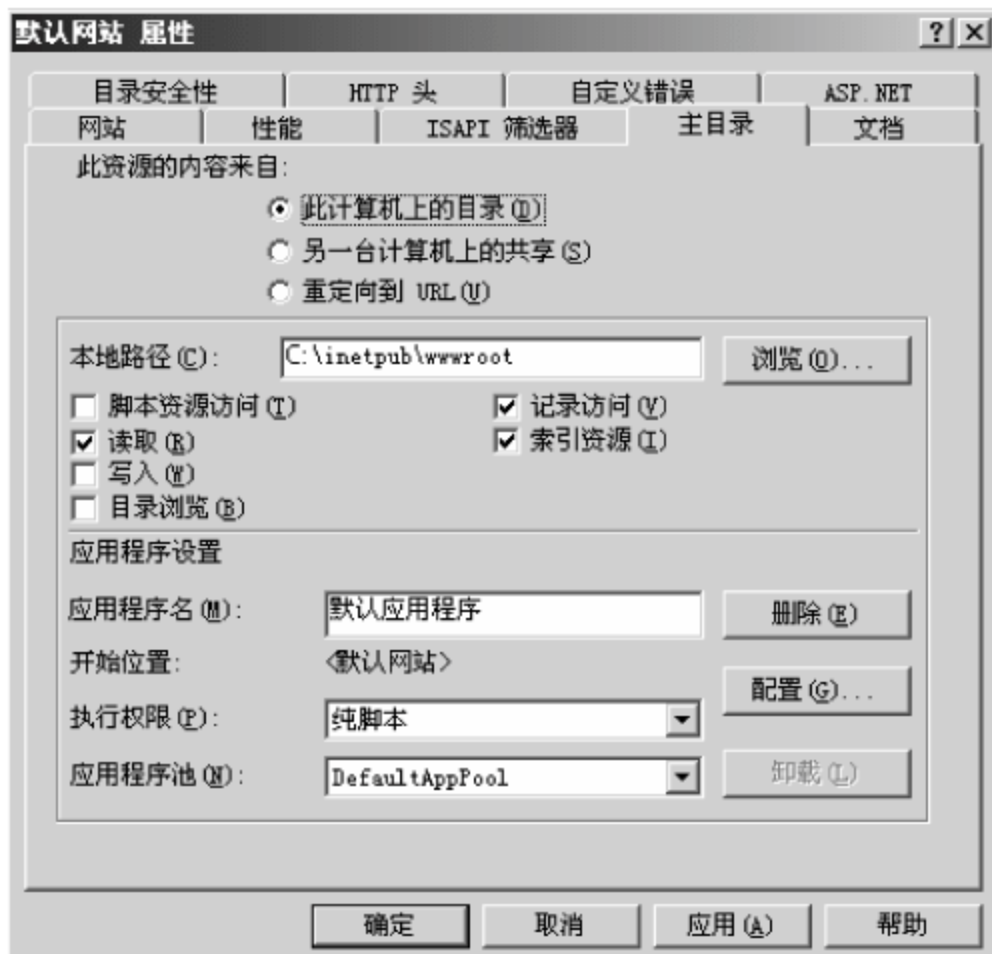 默认网站 属性
目录安全性 HTTP 头 自定义错误 ASP.NET
网站 性能 ISAPI 筛选器 主目录 文档
此资源的内容来自:
此计算机上的目录(D)
另一台计算机上的共享(S)
重定向到 URL(U)
本地路径(C): C:\inetpub\wwwroot 浏览(O)...
脚本资源访问(T) 记录访问(V)
读取(R) 索引资源(I)
写入(W)
目录浏览(B)
应用程序设置
应用程序名(M): 默认应用程序 删除(E)
开始位置: <默认网站>
配置(G)...
执行权限(P): 纯脚本
应用程序池(N): DefaultAppPool 卸载(L)
确定 取消 应用(A) 帮助